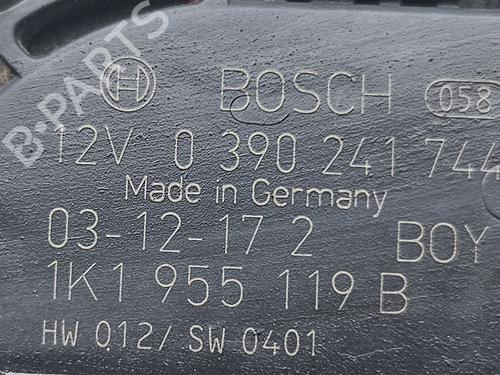 B-PARTS
BOSCH 058
12V 0 390 241 744
Made in Germany
03-12-17 2 BOY
1K1 955 119 B
HW 012/ SW 0401